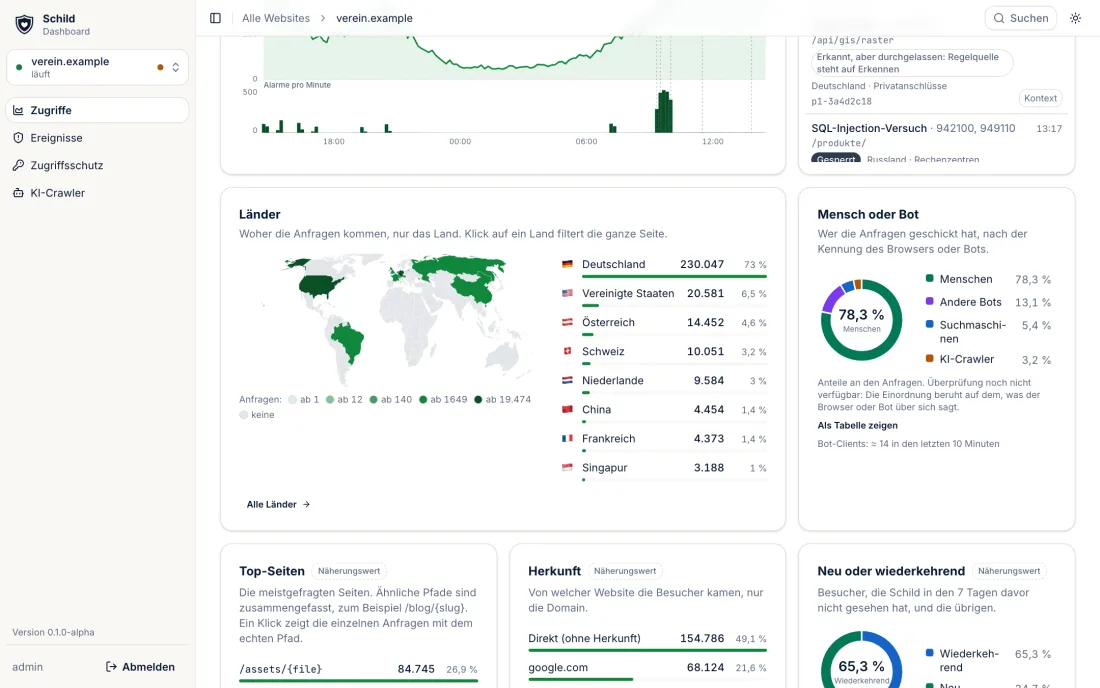 Schild
Dashboard
verein.example
läuft
Zugriffe
Ereignisse
Zugriffsschutz
KI-Crawler
Version 0.1.0-alpha
admin
Abmelden
Alle Websites
verein.example
Suchen
0
Alarme pro Minute
500
0
18:00
00:00
06:00
12:00
/api/gis/raster
Erkannt, aber durchgelassen: Regelquelle
steht auf Erkennen
Deutschland · Privatanschlüsse
p1-3a4d2c18
Kontext
SQL-Injection-Versuch · 942100, 949110
13:17
/produkte/
Gesperrt
Russland · Rechenzentren
Länder
Woher die Anfragen kommen, nur das Land. Klick auf ein Land filtert die ganze Seite.
Anfragen: ab 1 ab 12 ab 140 ab 1649 ab 19.474
keine
Deutschland 230.047 73 %
Vereinigte Staaten 20.581 6,5 %
Österreich 14.452 4,6 %
Schweiz 10.051 3,2 %
Niederlande 9.584 3 %
China 4.454 1,4 %
Frankreich 4.373 1,4 %
Singapur 3.188 1 %
Alle Länder →
Mensch oder Bot
Wer die Anfragen geschickt hat, nach der
Kennung des Browsers oder Bots.
78,3 %
Menschen
Menschen 78,3 %
Andere Bots 13,1 %
Suchmaschi- 5,4 %
nen
KI-Crawler 3,2 %
Anteile an den Anfragen. Überprüfung noch nicht
verfügbar: Die Einordnung beruht auf dem, was der
Browser oder Bot über sich sagt.
Als Tabelle zeigen
Bot-Clients: ≈ 14 in den letzten 10 Minuten
Top-Seiten
Näherungswert
Die meistgefragten Seiten. Ähnliche Pfade sind
zusammengefasst, zum Beispiel /blog/{slug}.
Ein Klick zeigt die einzelnen Anfragen mit dem
echten Pfad.
/assets/{file} 84.745 26,9 %
Herkunft
Näherungswert
Von welcher Website die Besucher kamen, nur
die Domain.
Direkt (ohne Herkunft) 154.786 49,1 %
google.com 68.124 21,6 %
Neu oder wiederkehrend
Näherungswert
Besucher, die Schild in den 7 Tagen davor
nicht gesehen hat, und die übrigen.
65,3 %
Wiederkehrend
Wiederkeh- 65,3 %
rend
Neu 34,7 %